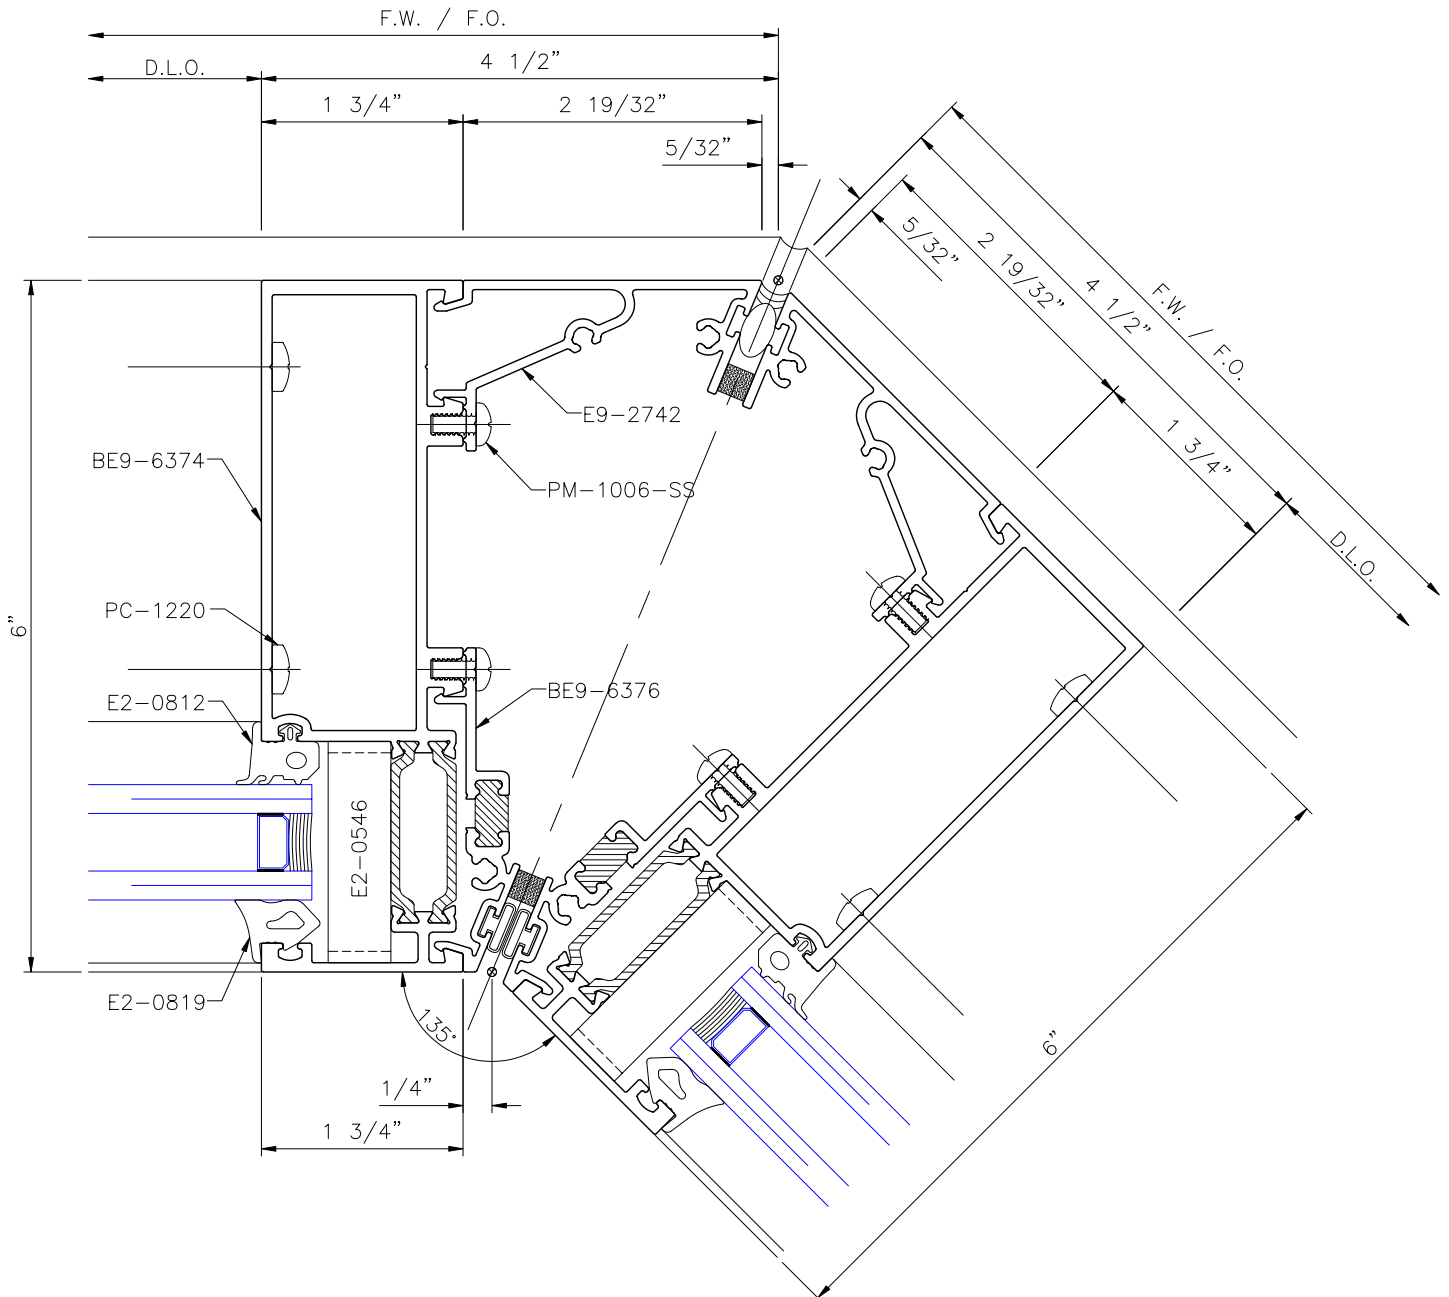 F.W. / F.O.
D.L.O.
4 1/2”
1 3/4”
2 19/32”
5/32”
5/32”
2 19/32”
4 1/2”
F.W. / F.O.
1 3/4”
D.L.O.
E9-2742
BE9-6374
PM-1006-SS
PC-1220
6”
BE9-6376
E2-0812
E2-0546
E2-0819
135°
6”
1/4”
1 3/4”